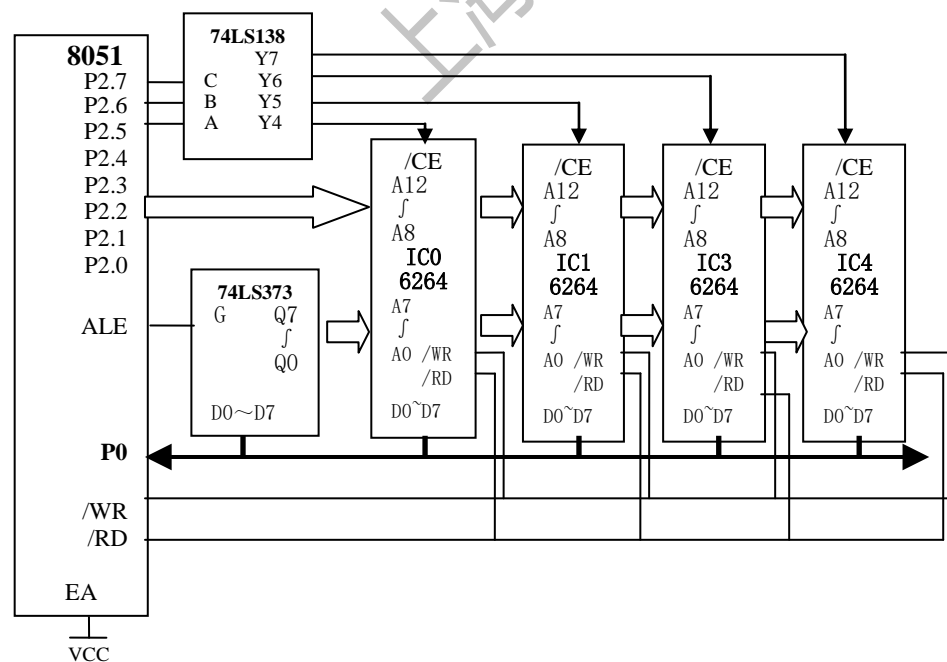 上海
8051
P2.7
P2.6
P2.5
P2.4
P2.3
P2.2
P2.1
P2.0
ALE
P0
/WR
/RD
EA
VCC
74LS138
Y7
C Y6
B Y5
A Y4
74LS373
G Q7
∫
Q0
D0～D7
/CE
A12
∫
A8
IC0
6264
A7
∫
A0 /WR
/RD
D0~D7
/CE
A12
∫
A8
IC1
6264
A7
∫
A0 /WR
/RD
D0~D7
/CE
A12
∫
A8
IC3
6264
A7
∫
A0 /WR
/RD
D0~D7
/CE
A12
∫
A8
IC4
6264
A7
∫
A0 /WR
/RD
D0~D7